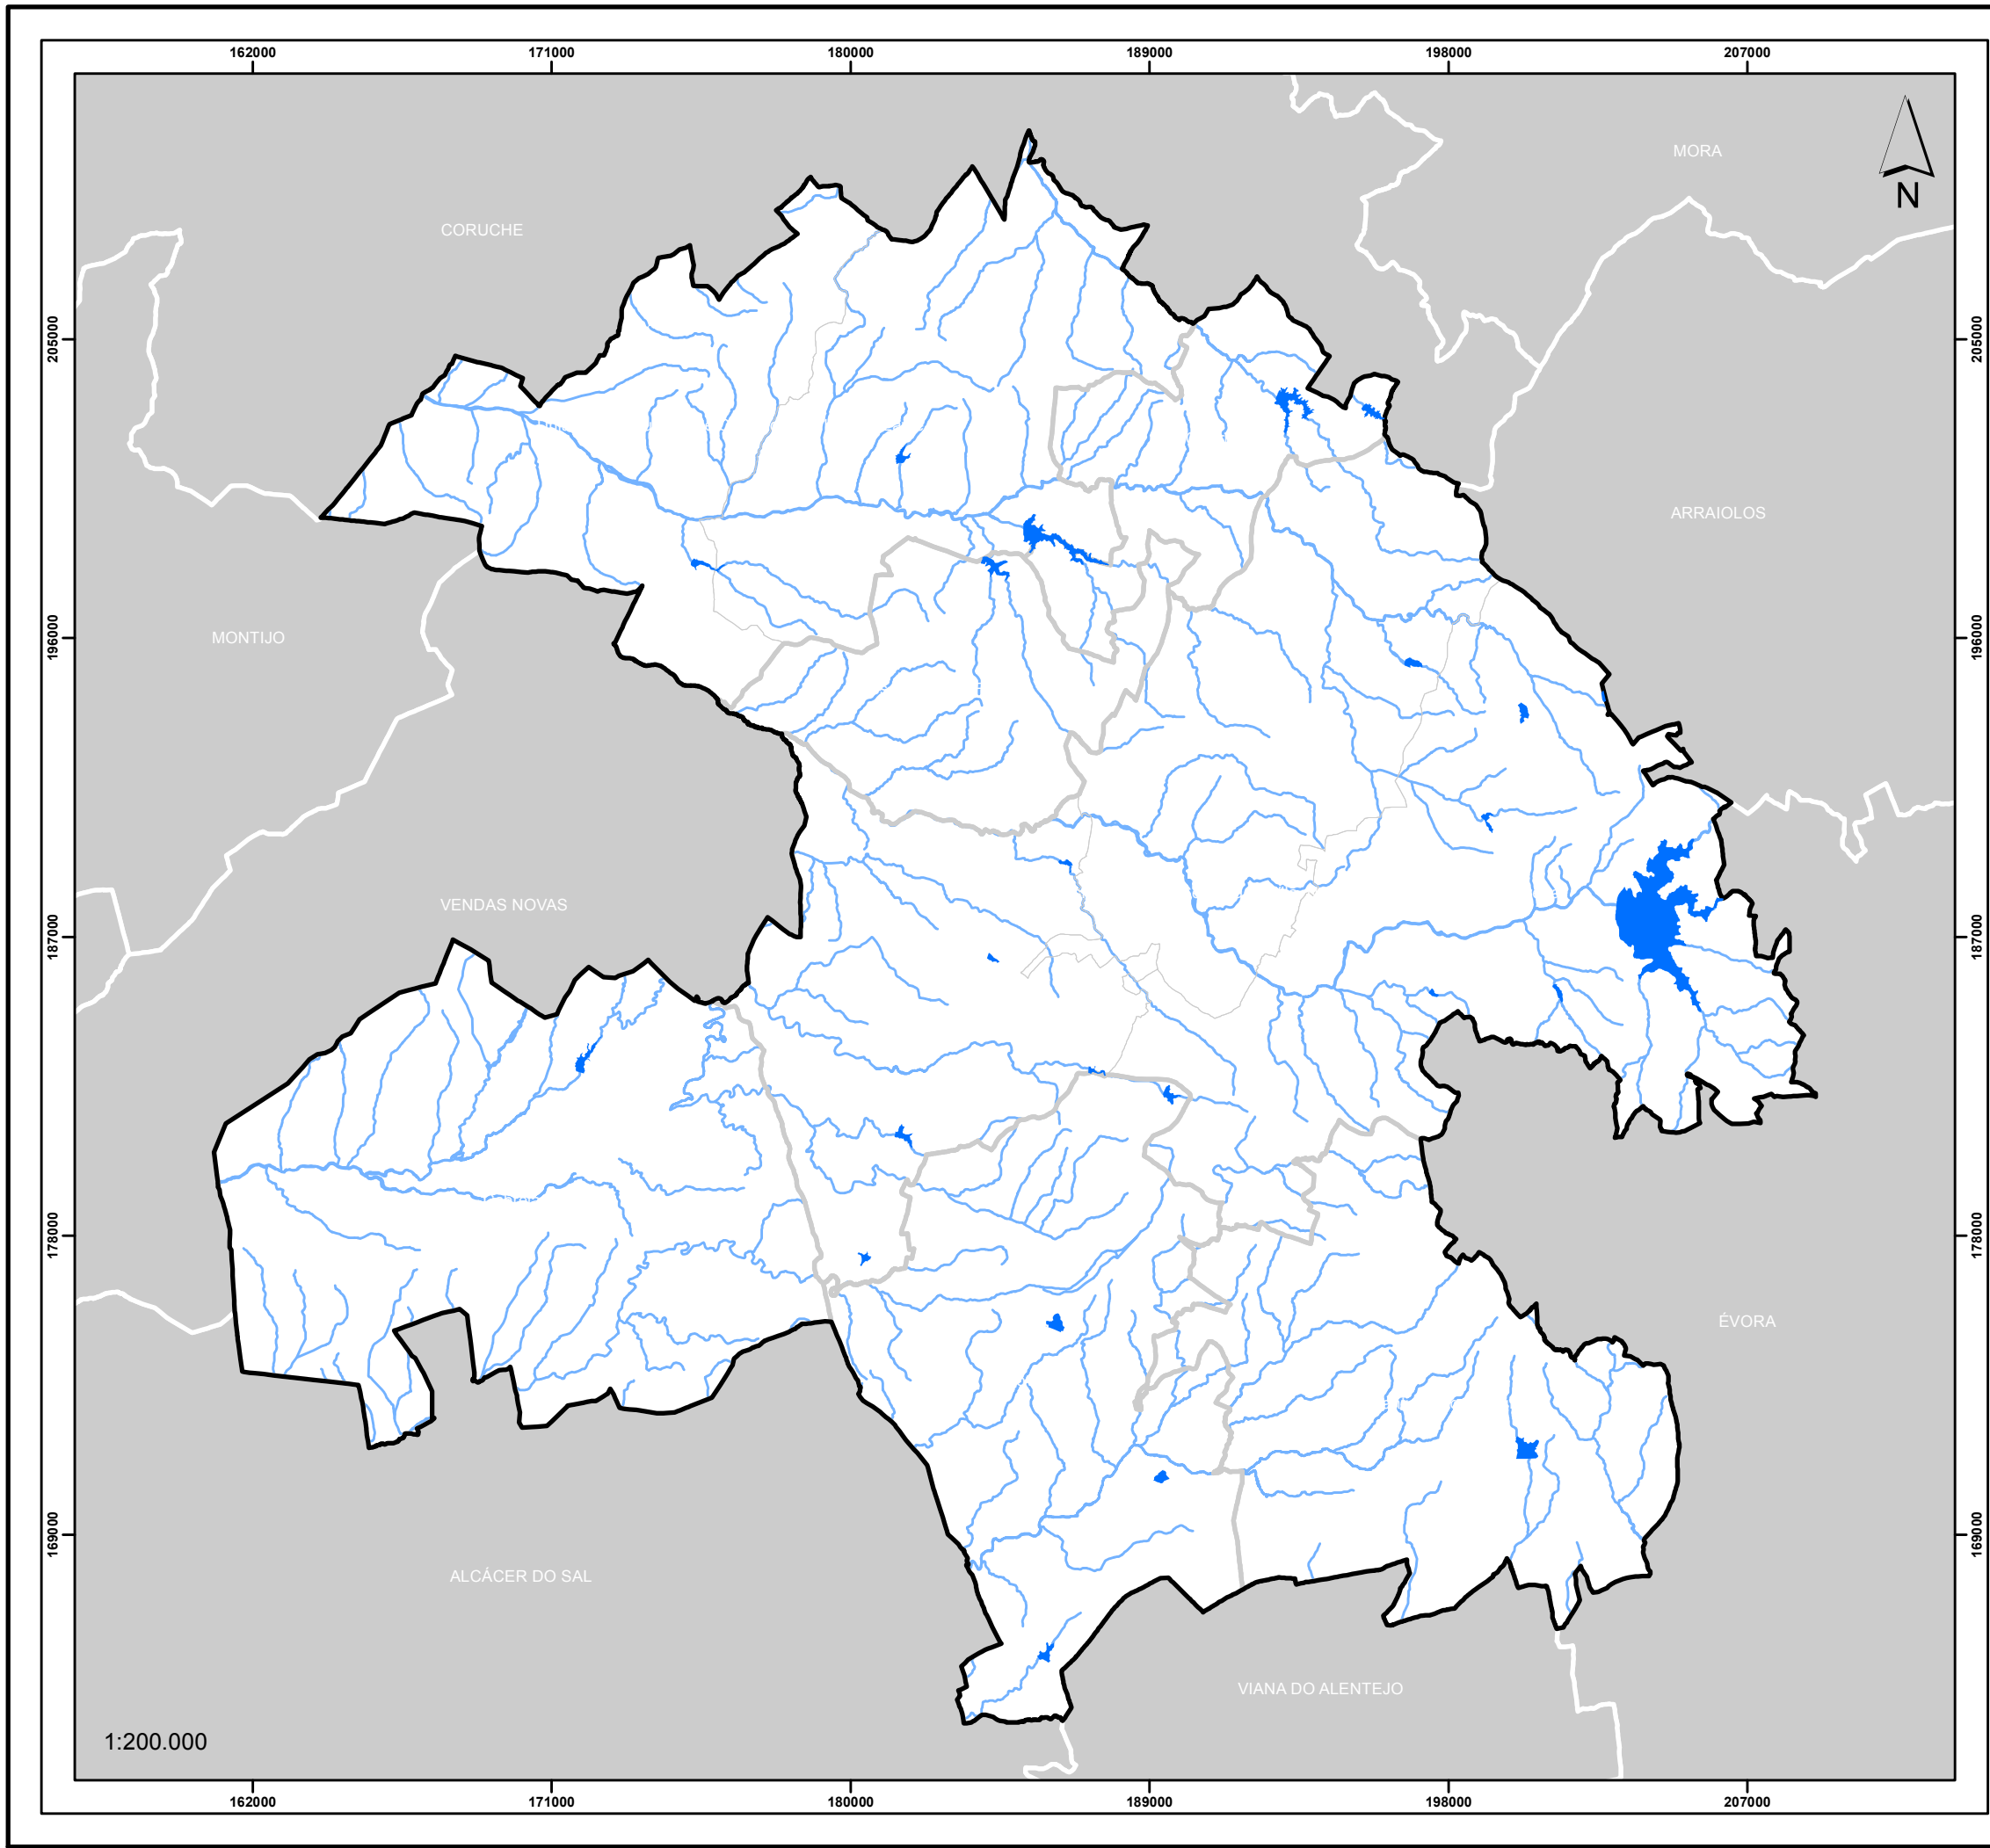 162000 171000 180000 189000 198000 207000
MORA
N
CORUCHE
205000 205000
ARRAIOLOS
MONTIJO
196000 196000
VENDAS NOVAS
187000 187000
178000 178000
ÉVORA
169000 169000
ALCÁCER DO SAL
VIANA DO ALENTEJO
1:200.000
162000 171000 180000 189000 198000 207000